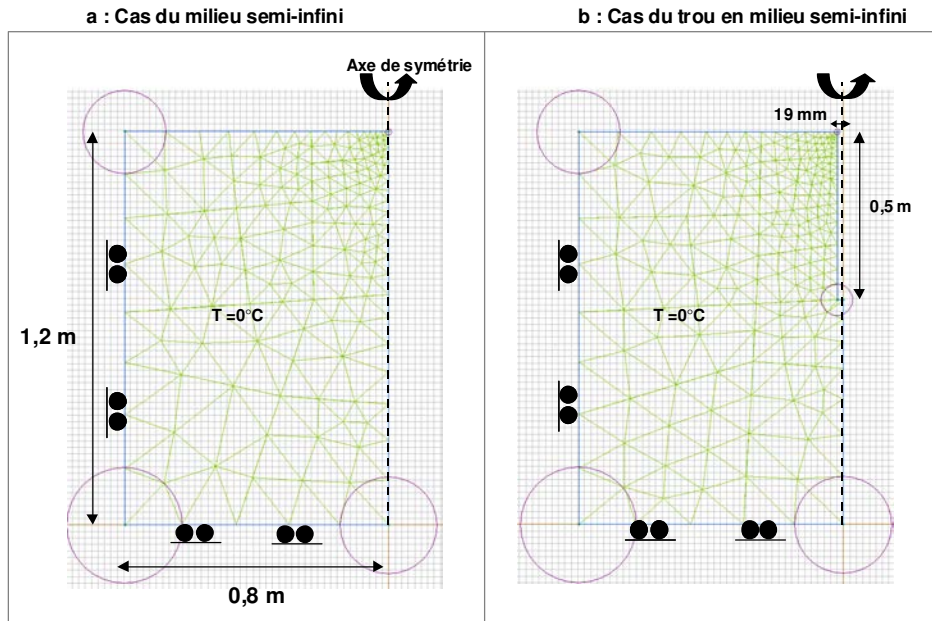 a : Cas du milieu semi-infini
b : Cas du trou en milieu semi-infini
Axe de symétrie
1,2 m
T =0°C
0,8 m
19 mm
0,5 m
T =0°C